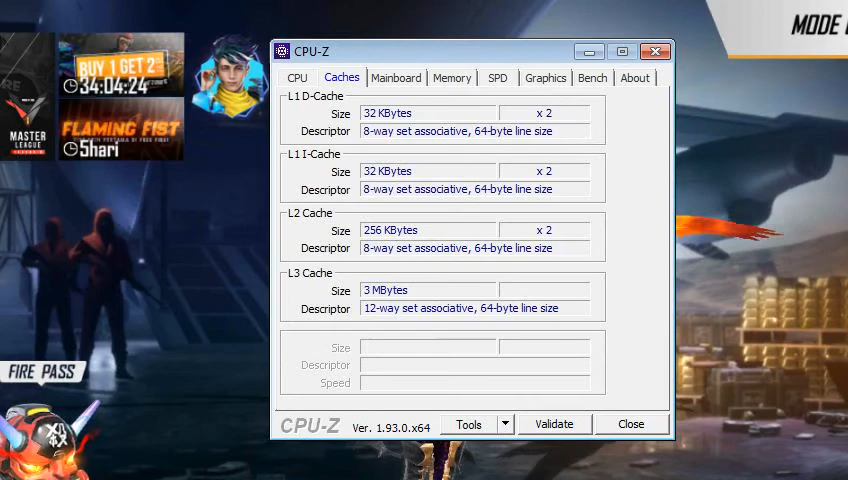 MODE
BUY 1 GET 2
34:04:24
MASTER
LEAGUE
FLAMING FIST
5hari
FIRE PASS
CPU-Z
CPU Caches Mainboard Memory SPD Graphics Bench About
L1 D-Cache
Size 32 KBytes x 2
Descriptor 8-way set associative, 64-byte line size
L1 I-Cache
Size 32 KBytes x 2
Descriptor 8-way set associative, 64-byte line size
L2 Cache
Size 256 KBytes x 2
Descriptor 8-way set associative, 64-byte line size
L3 Cache
Size 3 MBytes
Descriptor 12-way set associative, 64-byte line size
Size
Descriptor
Speed
CPU-Z Ver. 1.93.0.x64 Tools Validate Close